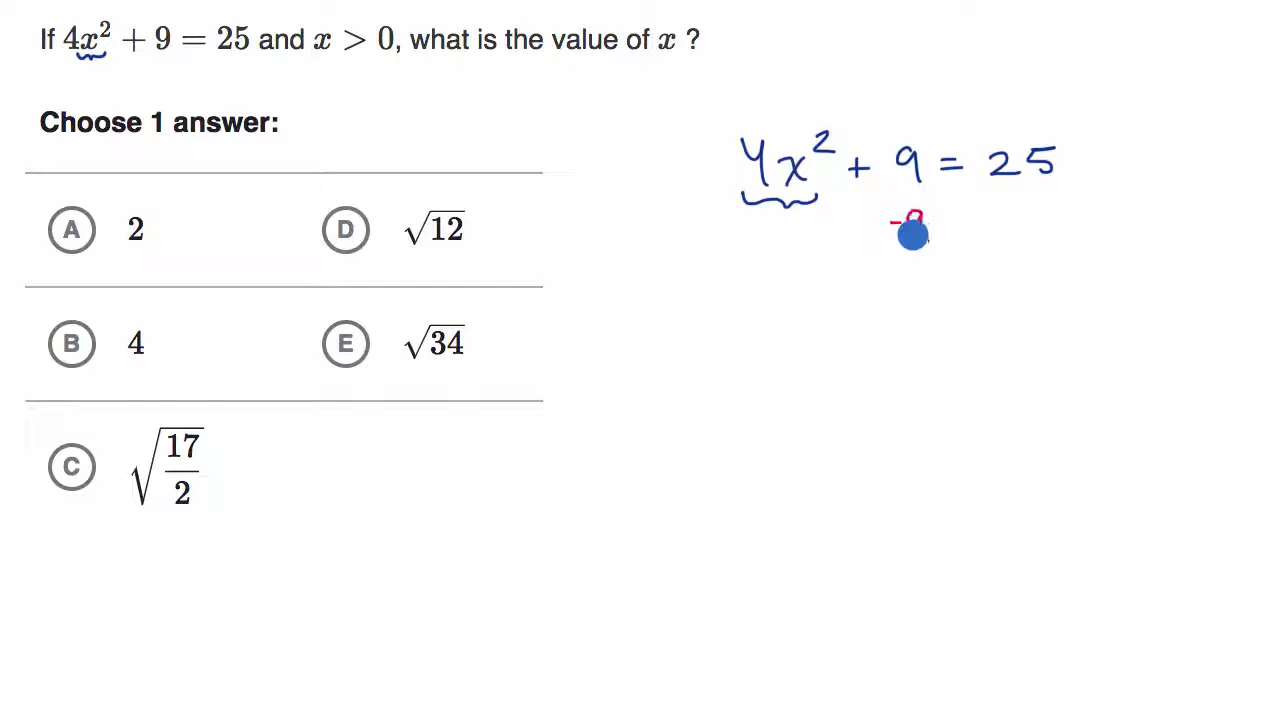 If 4x² + 9 = 25 and x > 0, what is the value of x ?
Choose 1 answer:
A 2
D √12
B 4
E √34
C √(17/2)
4x² + 9 = 25
-9